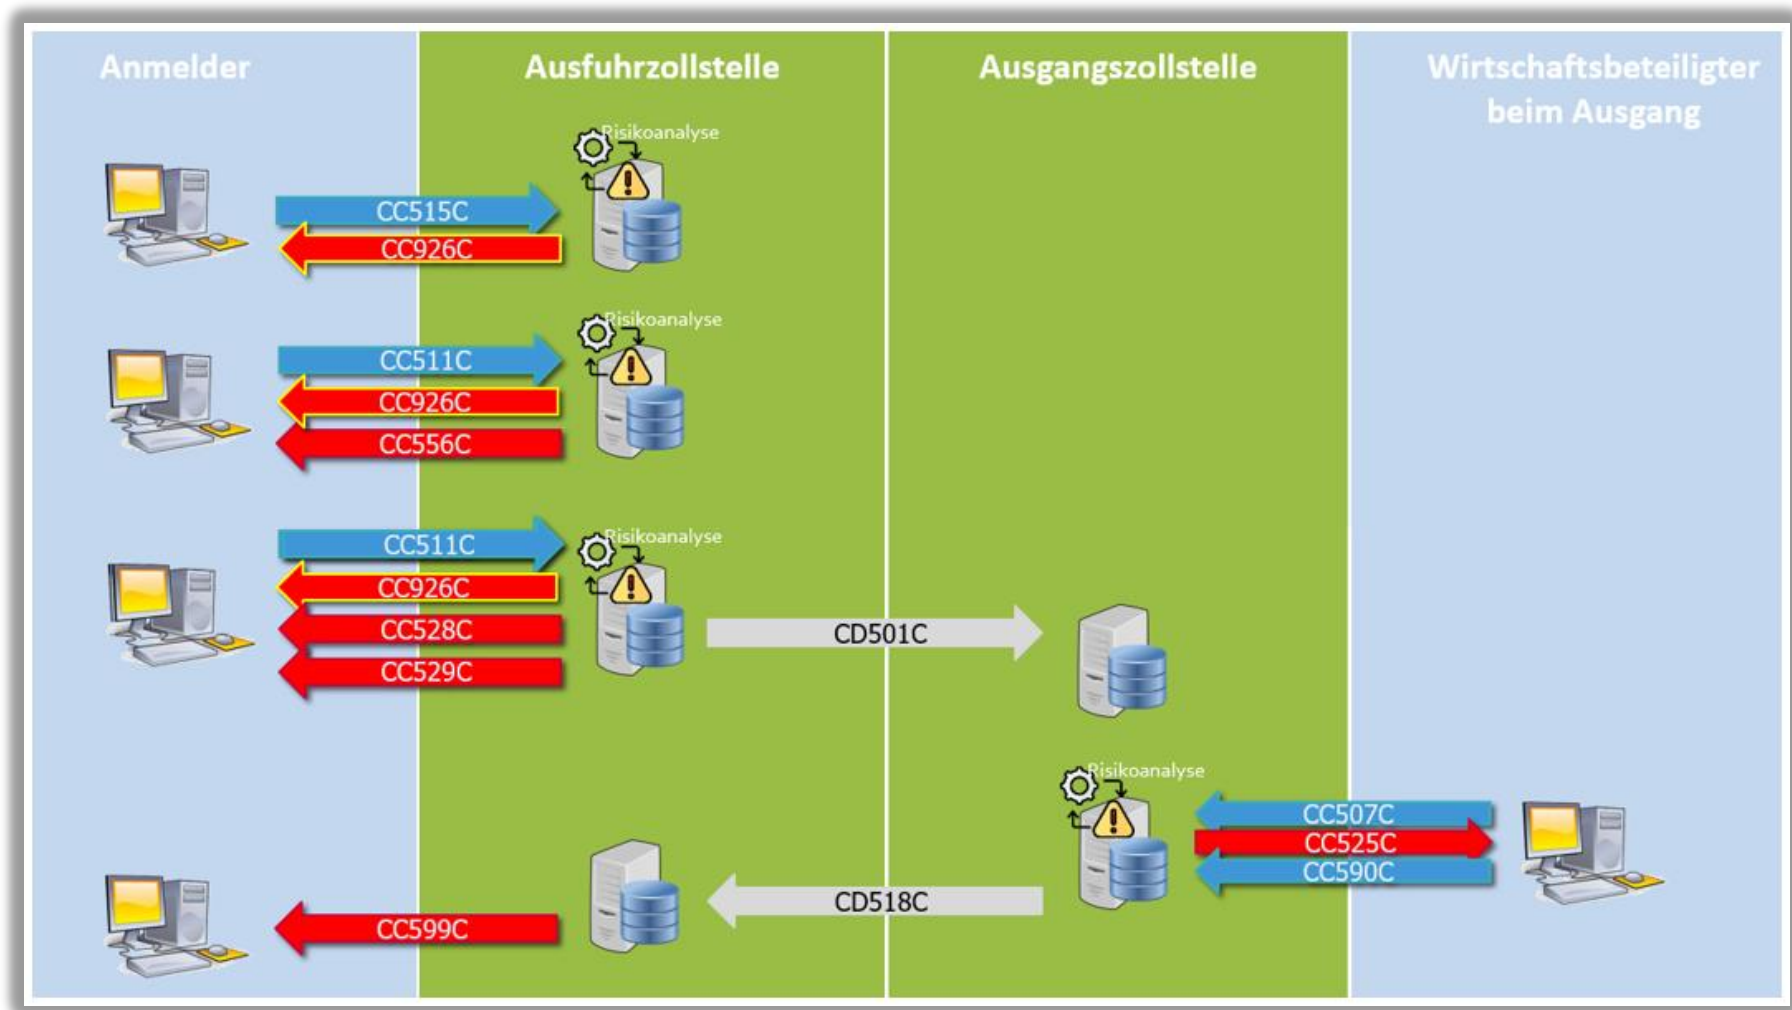 Anmelder
Ausfuhrzollstelle
Ausgangszollstelle
Wirtschaftsbeteiligter
beim Ausgang
Risikoanalyse
CC515C
CC926C
Risikoanalyse
CC511C
CC926C
CC556C
Risikoanalyse
CC511C
CC926C
CC528C
CC529C
CD501C
Risikoanalyse
CC507C
CC525C
CC590C
CD518C
CC599C